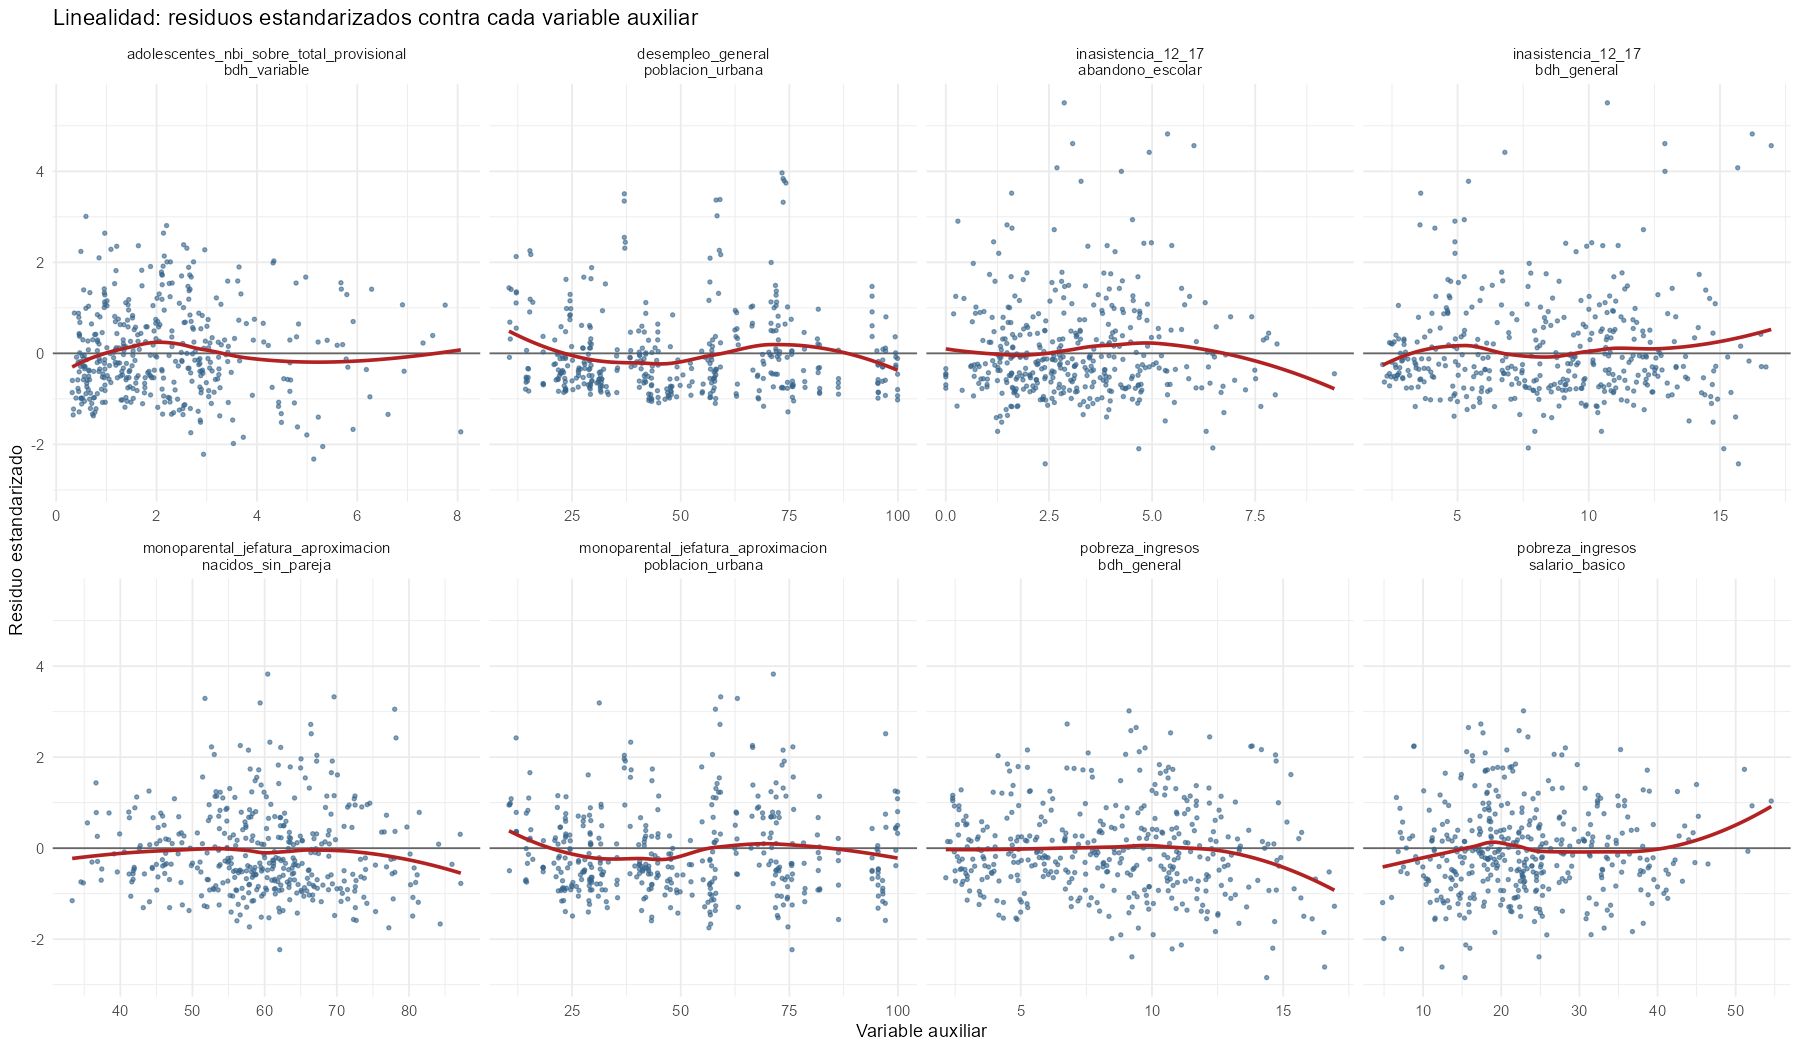 Linealidad: residuos estandarizados contra cada variable auxiliar
adolescentes_nbi_sobre_total_provisional
bdh_variable
desempleo_general
poblacion_urbana
inasistencia_12_17
abandono_escolar
inasistencia_12_17
bdh_general
4
2
0
-2
0 2 4 6 8
25 50 75 100
0.0 2.5 5.0 7.5
5 10 15
Residuo estandarizado
monoparental_jefatura_aproximacion
nacidos_sin_pareja
monoparental_jefatura_aproximacion
poblacion_urbana
pobreza_ingresos
bdh_general
pobreza_ingresos
salario_basico
4
2
0
-2
40 50 60 70 80
25 50 75 100
5 10 15
10 20 30 40 50
Variable auxiliar